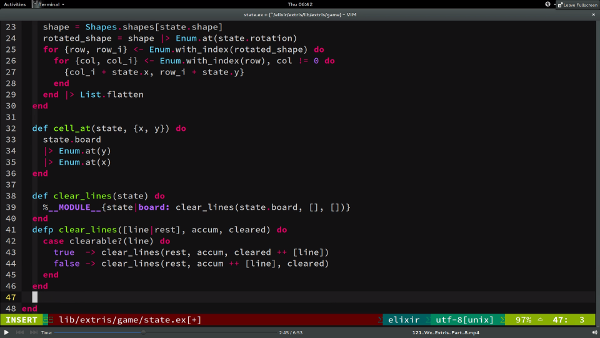 Activities Terminal Thu 06:02 Leave Fullscreen
state.ex + (~/elixir/extris/lib/extris/game) - VIM
23 shape = Shapes.shapes[state.shape]
24 rotated_shape = shape |> Enum.at(state.rotation)
25 for {row, row_i} <- Enum.with_index(rotated_shape) do
26 for {col, col_i} <- Enum.with_index(row), col != 0 do
27 {col_i + state.x, row_i + state.y}
28 end
29 end |> List.flatten
30 end
31
32 def cell_at(state, {x, y}) do
33 state.board
34 |> Enum.at(y)
35 |> Enum.at(x)
36 end
37
38 def clear_lines(state) do
39 %__MODULE__{state|board: clear_lines(state.board, [], [])}
40 end
41 defp clear_lines([line|rest], accum, cleared) do
42 case clearable?(line) do
43 true -> clear_lines(rest, accum, cleared ++ [line])
44 false -> clear_lines(rest, accum ++ [line], cleared)
45 end
46 end
47
48 end
INSERT lib/extris/game/state.ex[+] elixir utf-8[unix] 97% 47: 3
Time 2:45 / 6:53